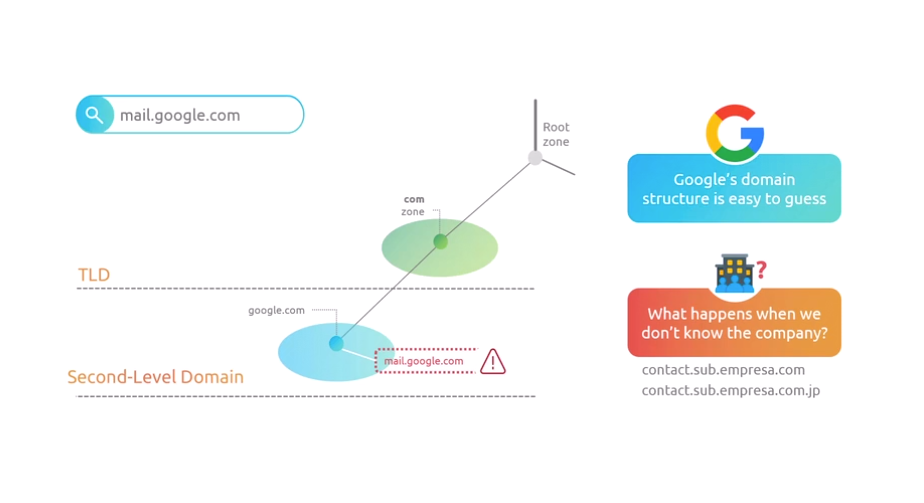 mail.google.com
Root
zone
com
zone
TLD
google.com
mail.google.com
Second-Level Domain
Google's domain
structure is easy to guess
?
What happens when we
don't know the company?
contact.sub.empresa.com
contact.sub.empresa.com.jp